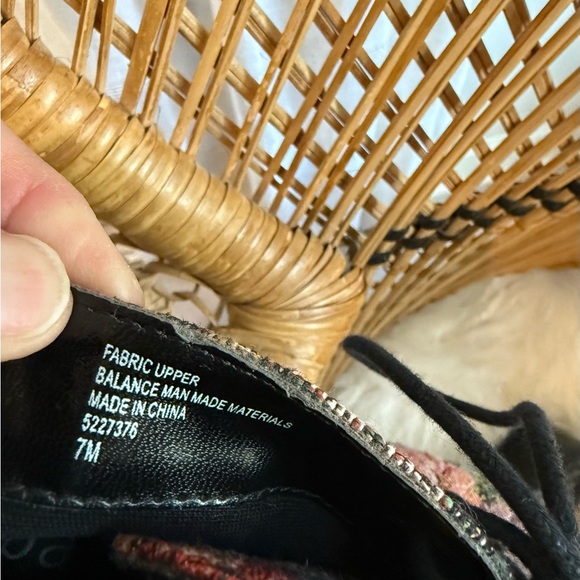 FABRIC UPPER
BALANCE MAN MADE MATERIALS
MADE IN CHINA
5227376
7M